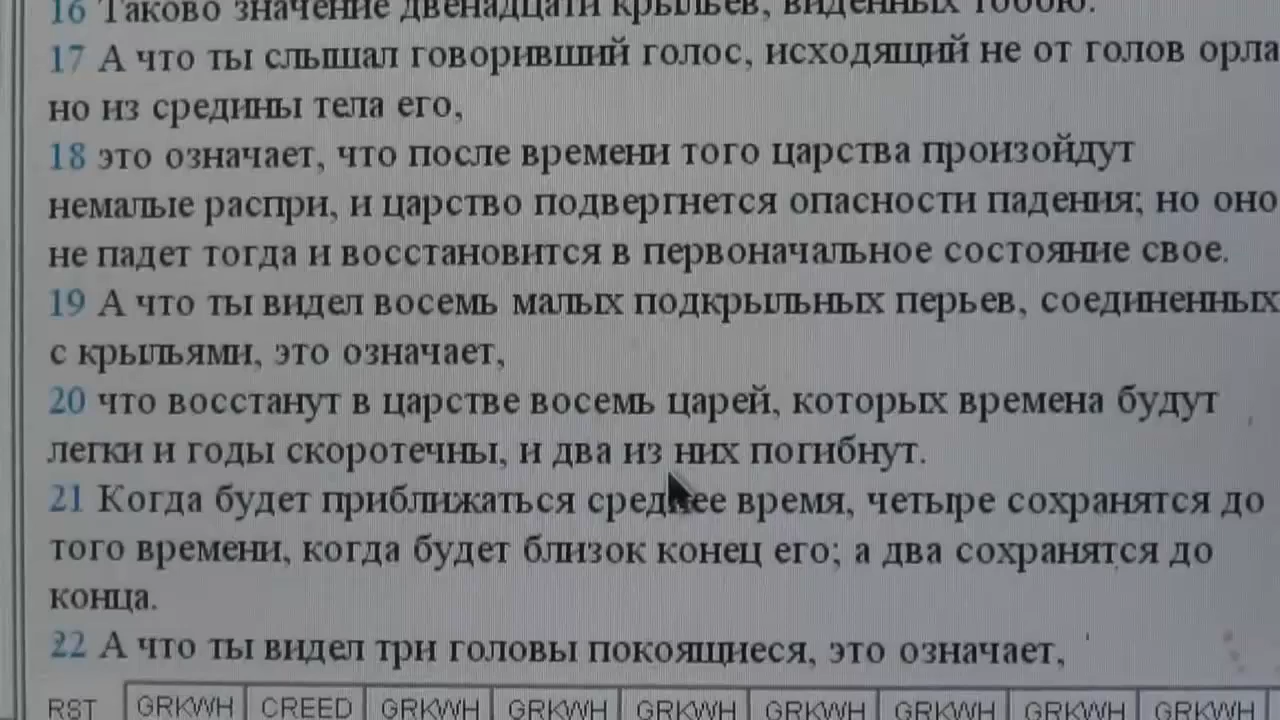 16 Таково значение двенадцати крыльев, виденных тобою.
17 А что ты слышал говоривший голос, исходящий не от голов орла
но из средины тела его,
18 это означает, что после времени того царства произойдут
немалые распри, и царство подвергнется опасности падения; но оно
не падет тогда и восстановится в первоначальное состояние свое.
19 А что ты видел восемь малых подкрыльных перьев, соединенных
с крыльями, это означает,
20 что восстанут в царстве восемь царей, которых времена будут
легки и годы скоротечны, и два из них погибнут.
21 Когда будет приближаться среднее время, четыре сохранятся до
того времени, когда будет близок конец его; а два сохранятся до
конца.
22 А что ты видел три головы покоящиеся, это означает,
RST GRKWH CREED GRKWH GRKWH GRKWH GRKWH GRKWH GRKWH GRKWH